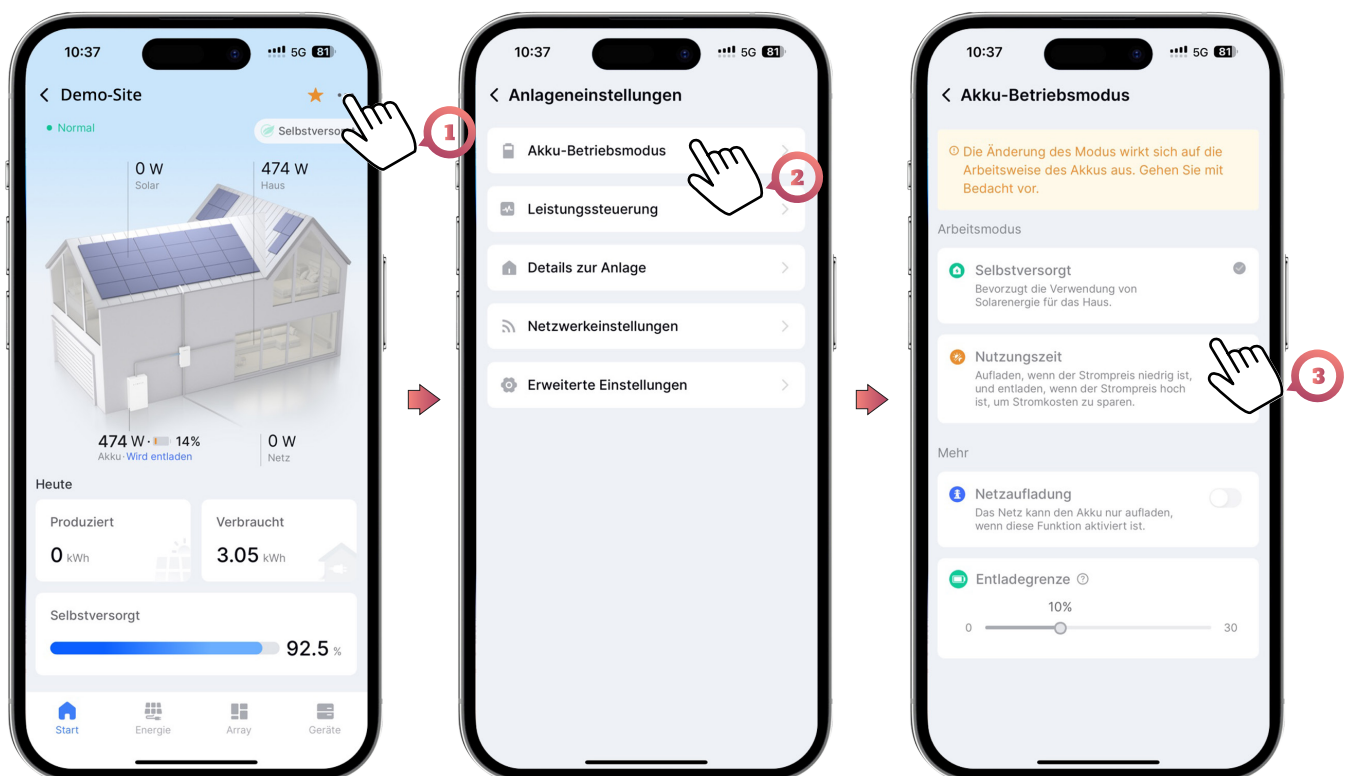 10:37
5G 81
Demo-Site
Normal
0 W
Solar
474 W
Haus
474 W · 14%
Akku · Wird entladen
0 W
Netz
Heute
Produziert
0 kWh
Verbraucht
3.05 kWh
Selbstversorgt
92.5 %
Start
Energie
Array
Geräte
1
10:37
5G 81
Anlageneinstellungen
Akku-Betriebsmodus
Leistungssteuerung
Details zur Anlage
Netzwerkeinstellungen
Erweiterte Einstellungen
2
10:37
5G 81
Akku-Betriebsmodus
Die Änderung des Modus wirkt sich auf die
Arbeitsweise des Akkus aus. Gehen Sie mit
Bedacht vor.
Arbeitsmodus
Selbstversorgt
Bevorzugt die Verwendung von
Solarenergie für das Haus.
Nutzungszeit
Aufladen, wenn der Strompreis niedrig ist,
und entladen, wenn der Strompreis hoch
ist, um Stromkosten zu sparen.
3
Mehr
Netzaufladung
Das Netz kann den Akku nur aufladen,
wenn diese Funktion aktiviert ist.
Entladegrenze
10%
0
30